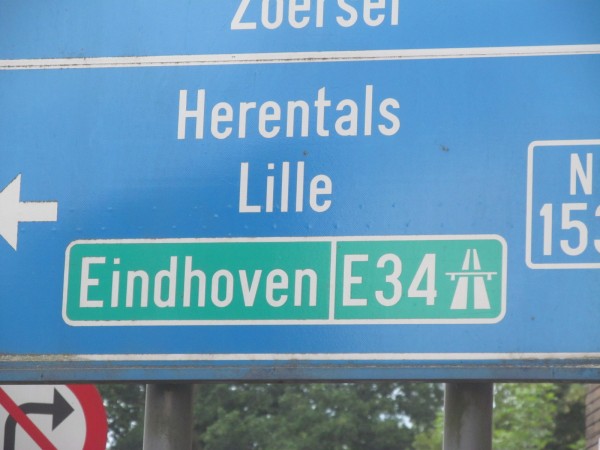 Zoersel
Herentals
Lille
N
153
Eindhoven E34